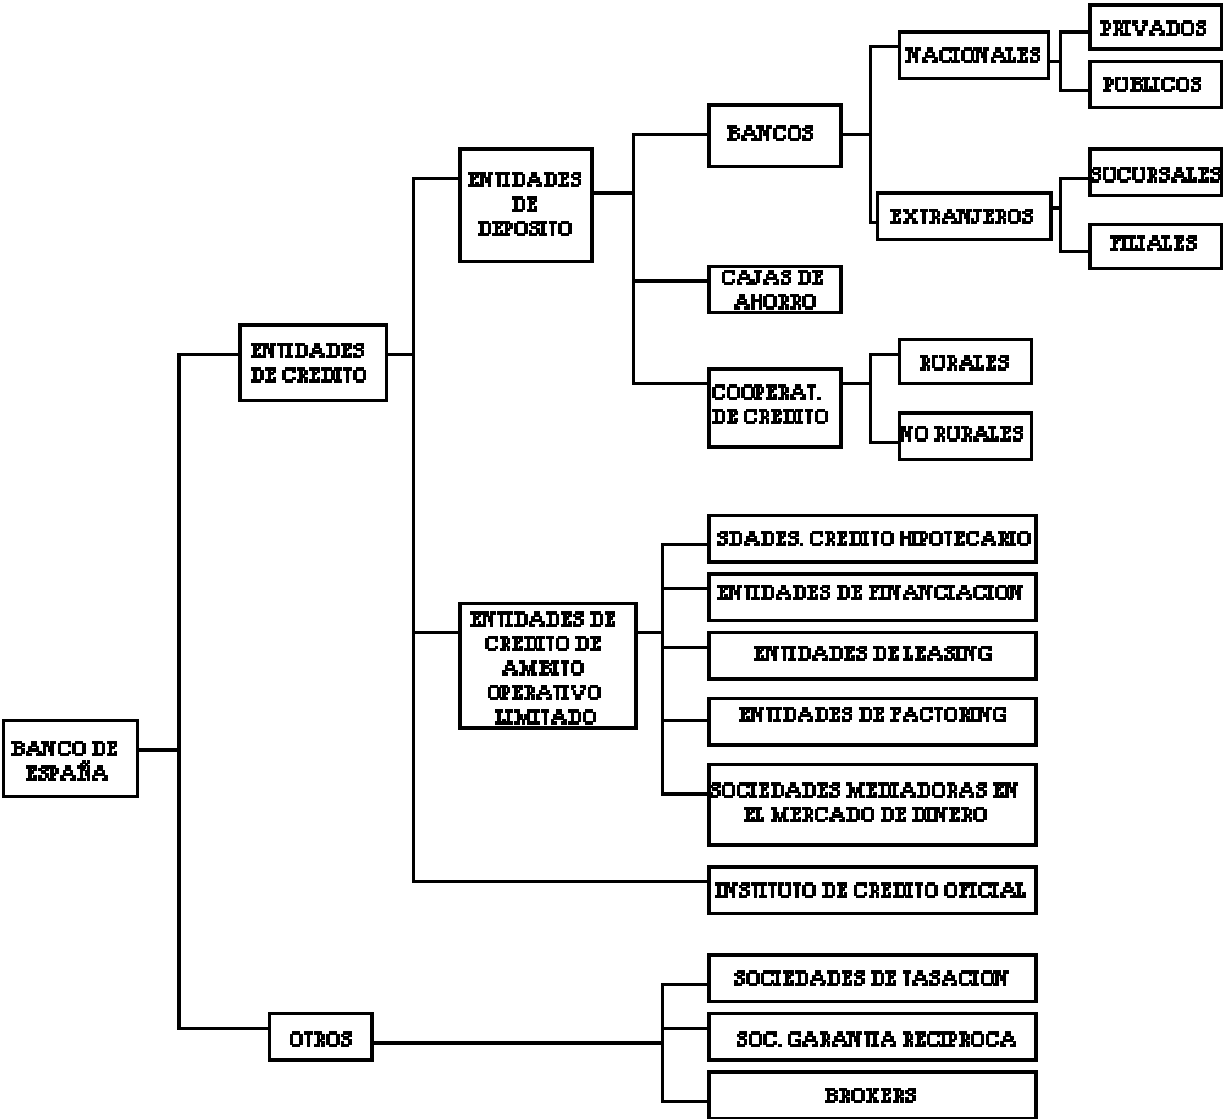 PRIVADOS
NACIONALES
PUBLICOS
BANCOS
SUCURSALES
ENTIDADES
DE
DEPOSITO
EXTRANJEROS
FILIALES
CAJAS DE
AHORRO
ENTIDADES
DE CREDITO
RURALES
COOPERAT.
DE CREDITO
NO RURALES
SDADES. CREDITO HIPOTECARIO
ENTIDADES DE FINANCIACION
ENTIDADES DE
CREDITO DE
AMBITO
OPERATIVO
LIMITADO
ENTIDADES DE LEASING
ENTIDADES DE FACTORING
BANCO DE
ESPAÑA
SOCIEDADES MEDIADORAS EN
EL MERCADO DE DINERO
INSTITUTO DE CREDITO OFICIAL
SOCIEDADES DE TASACION
OTROS
SOC. GARANTIA RECIPROCA
BROKERS